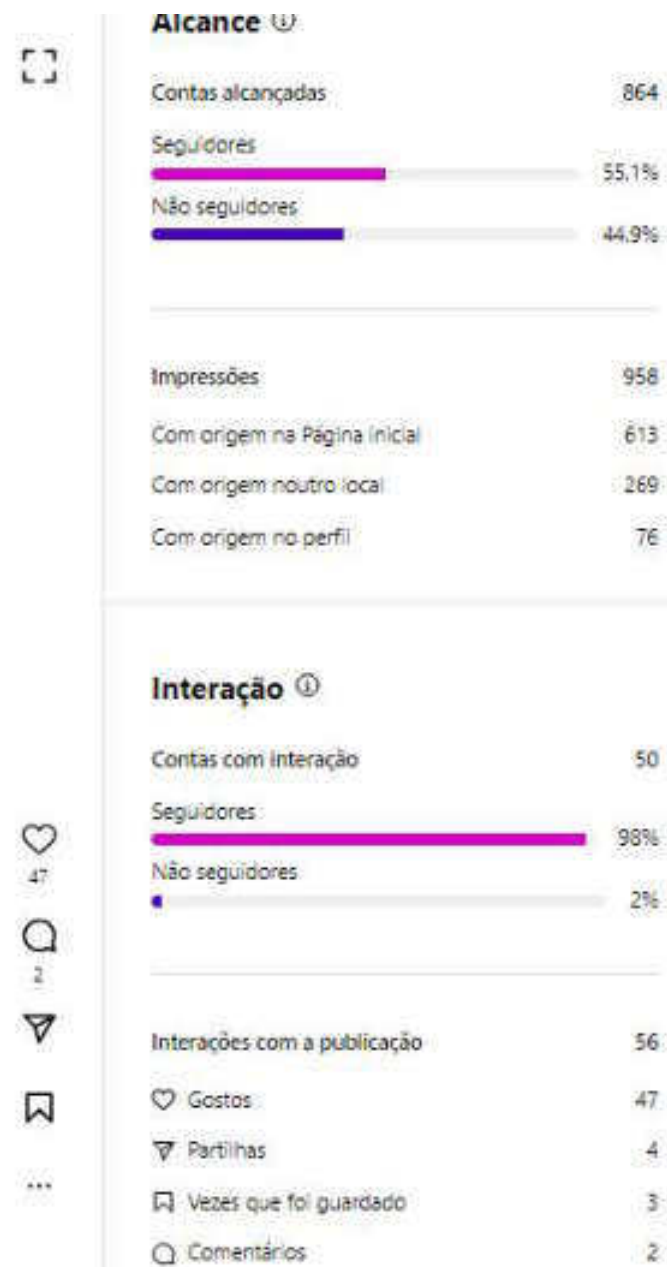 Alcance
Contas alcançadas 864
Seguidores
55.1%
Não seguidores
44.9%
Impressões 958
Com origem na Página inicial 613
Com origem noutro local 269
Com origem no perfil 76
Interação
Contas com interação 50
Seguidores
98%
Não seguidores
2%
47
2
Interações com a publicação 56
Gostos 47
Partilhas 4
Vezes que foi guardado 3
Comentários 2